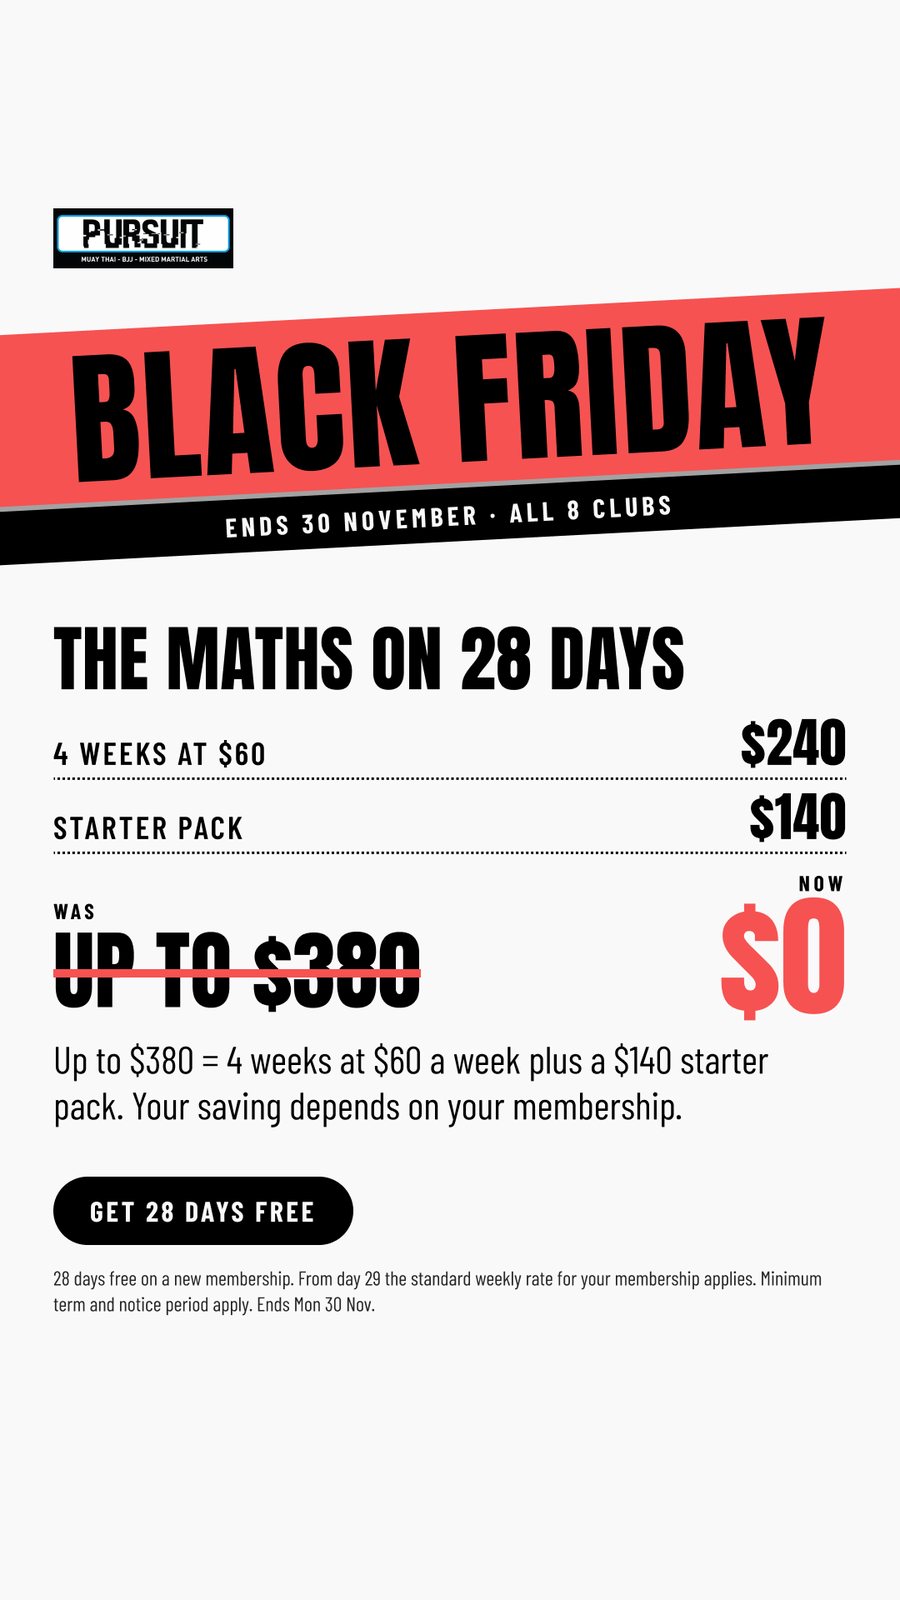 PURSUIT
MUAY THAI - BJJ - MIXED MARTIAL ARTS
BLACK FRIDAY
ENDS 30 NOVEMBER · ALL 8 CLUBS
THE MATHS ON 28 DAYS
4 WEEKS AT $60 $240
STARTER PACK $140
WAS
UP TO $380
NOW
$0
Up to $380 = 4 weeks at $60 a week plus a $140 starter
pack. Your saving depends on your membership.
GET 28 DAYS FREE
28 days free on a new membership. From day 29 the standard weekly rate for your membership applies. Minimum
term and notice period apply. Ends Mon 30 Nov.